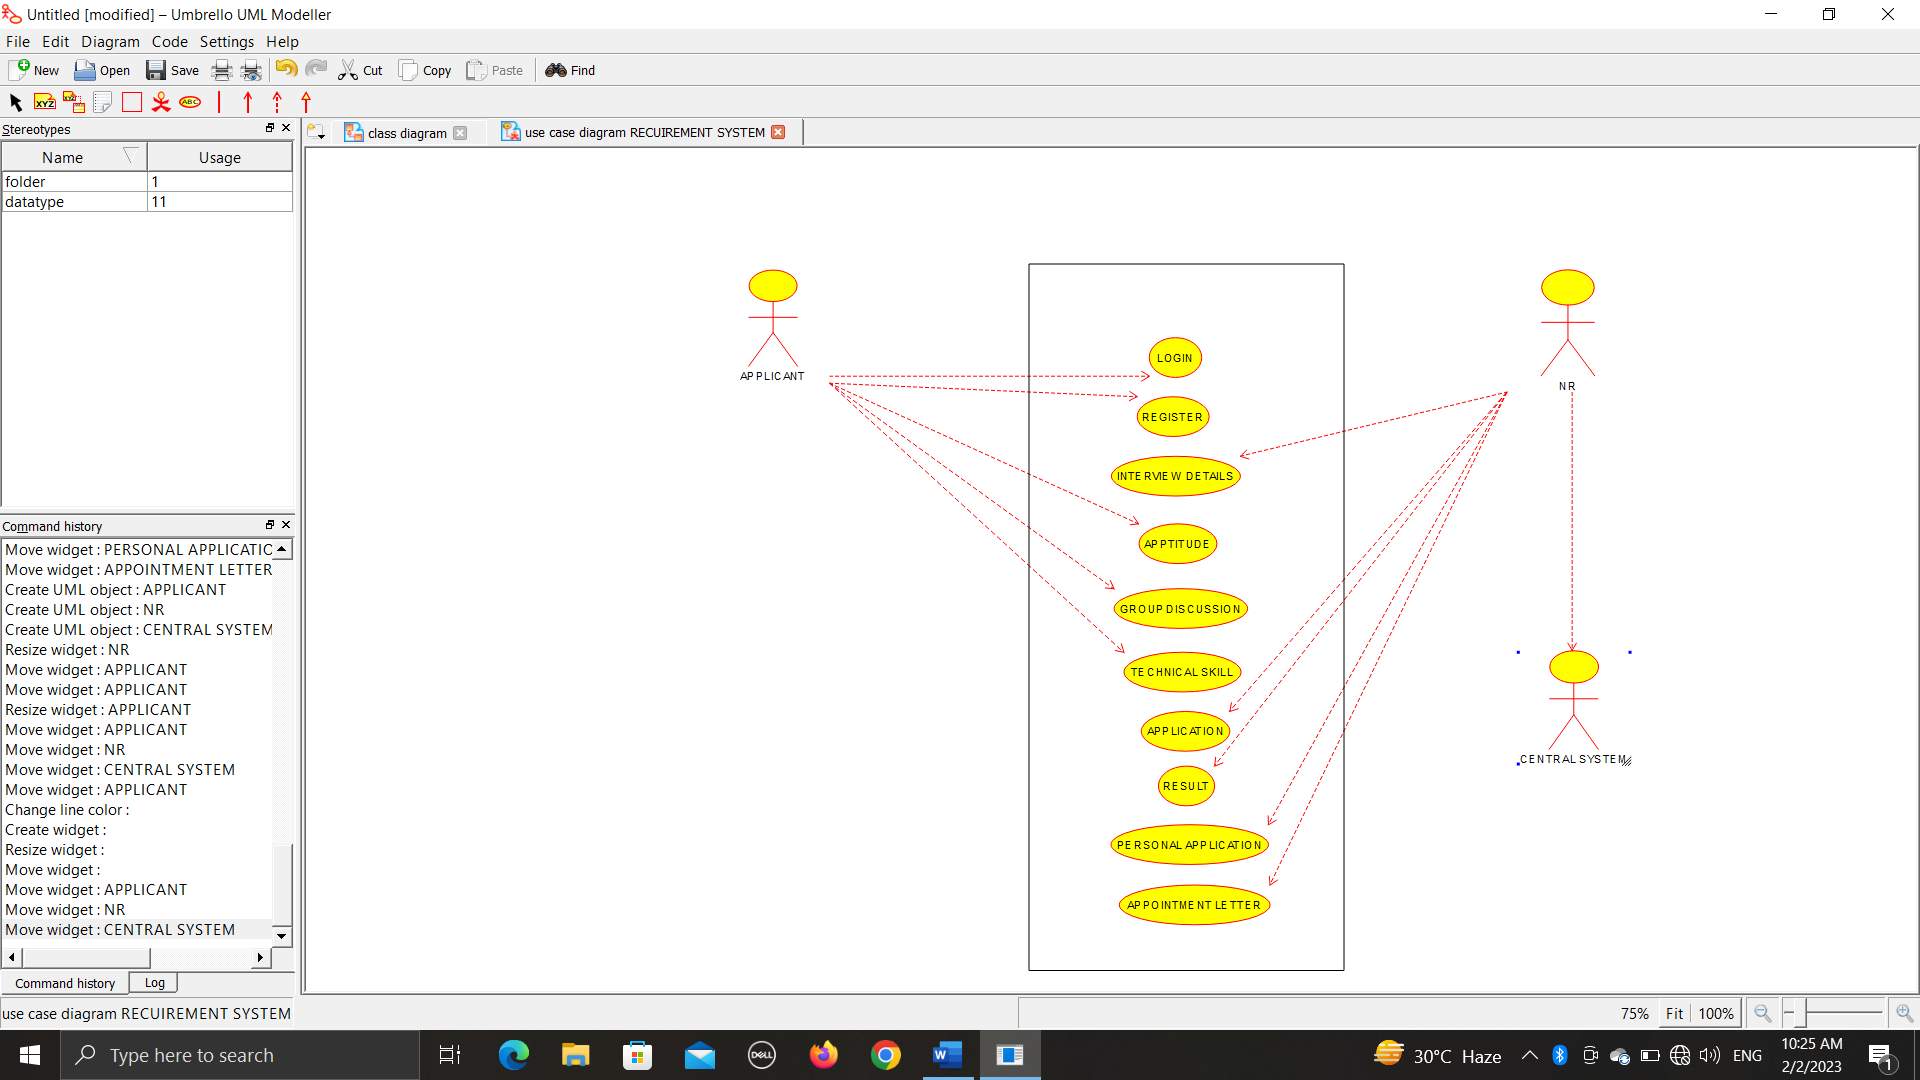 Untitled [modified] – Umbrello UML Modeller
File Edit Diagram Code Settings Help
New Open Save Cut Copy Paste Find
XYZ XYZ ABC
Stereotypes
class diagram
use case diagram RECUIREMENT SYSTEM
Name Usage
folder 1
datatype 11
Command history
Move widget : PERSONAL APPLICATIO
Move widget : APPOINTMENT LETTER
Create UML object : APPLICANT
Create UML object : NR
Create UML object : CENTRAL SYSTEM
Resize widget : NR
Move widget : APPLICANT
Move widget : APPLICANT
Resize widget : APPLICANT
Move widget : APPLICANT
Move widget : NR
Move widget : CENTRAL SYSTEM
Move widget : APPLICANT
Change line color :
Create widget :
Resize widget :
Move widget :
Move widget : APPLICANT
Move widget : NR
Move widget : CENTRAL SYSTEM
Command history Log
APPLICANT
LOGIN
REGISTER
INTERVIEW DETAILS
APPTITUDE
GROUP DISCUSSION
TECHNICAL SKILL
APPLICATION
RESULT
PERSONAL APPLICATION
APPOINTMENT LETTER
NR
CENTRAL SYSTEM
use case diagram RECUIREMENT SYSTEM
75% Fit 100%
Type here to search
DELL
W
30°C Haze
ENG
10:25 AM
2/2/2023
1